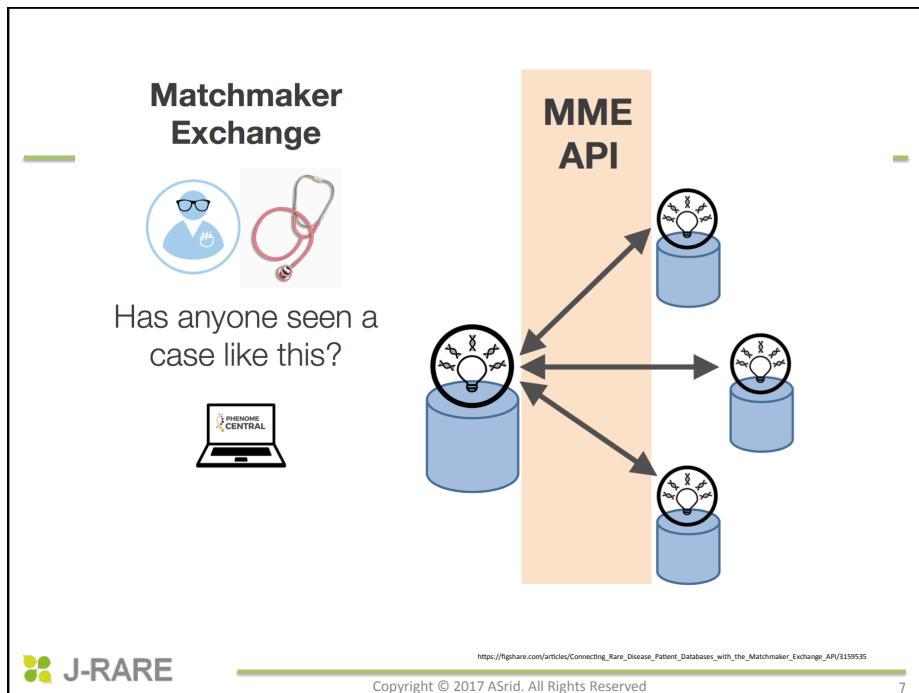 Matchmaker
Exchange
MME
API
Has anyone seen a
case like this?
PHENOME
CENTRAL
https://figshare.com/articles/Connecting_Rare_Disease_Patient_Databases_with_the_Matchmaker_Exchange_API/3159535
J-RARE
Copyright © 2017 ASrid. All Rights Reserved
7